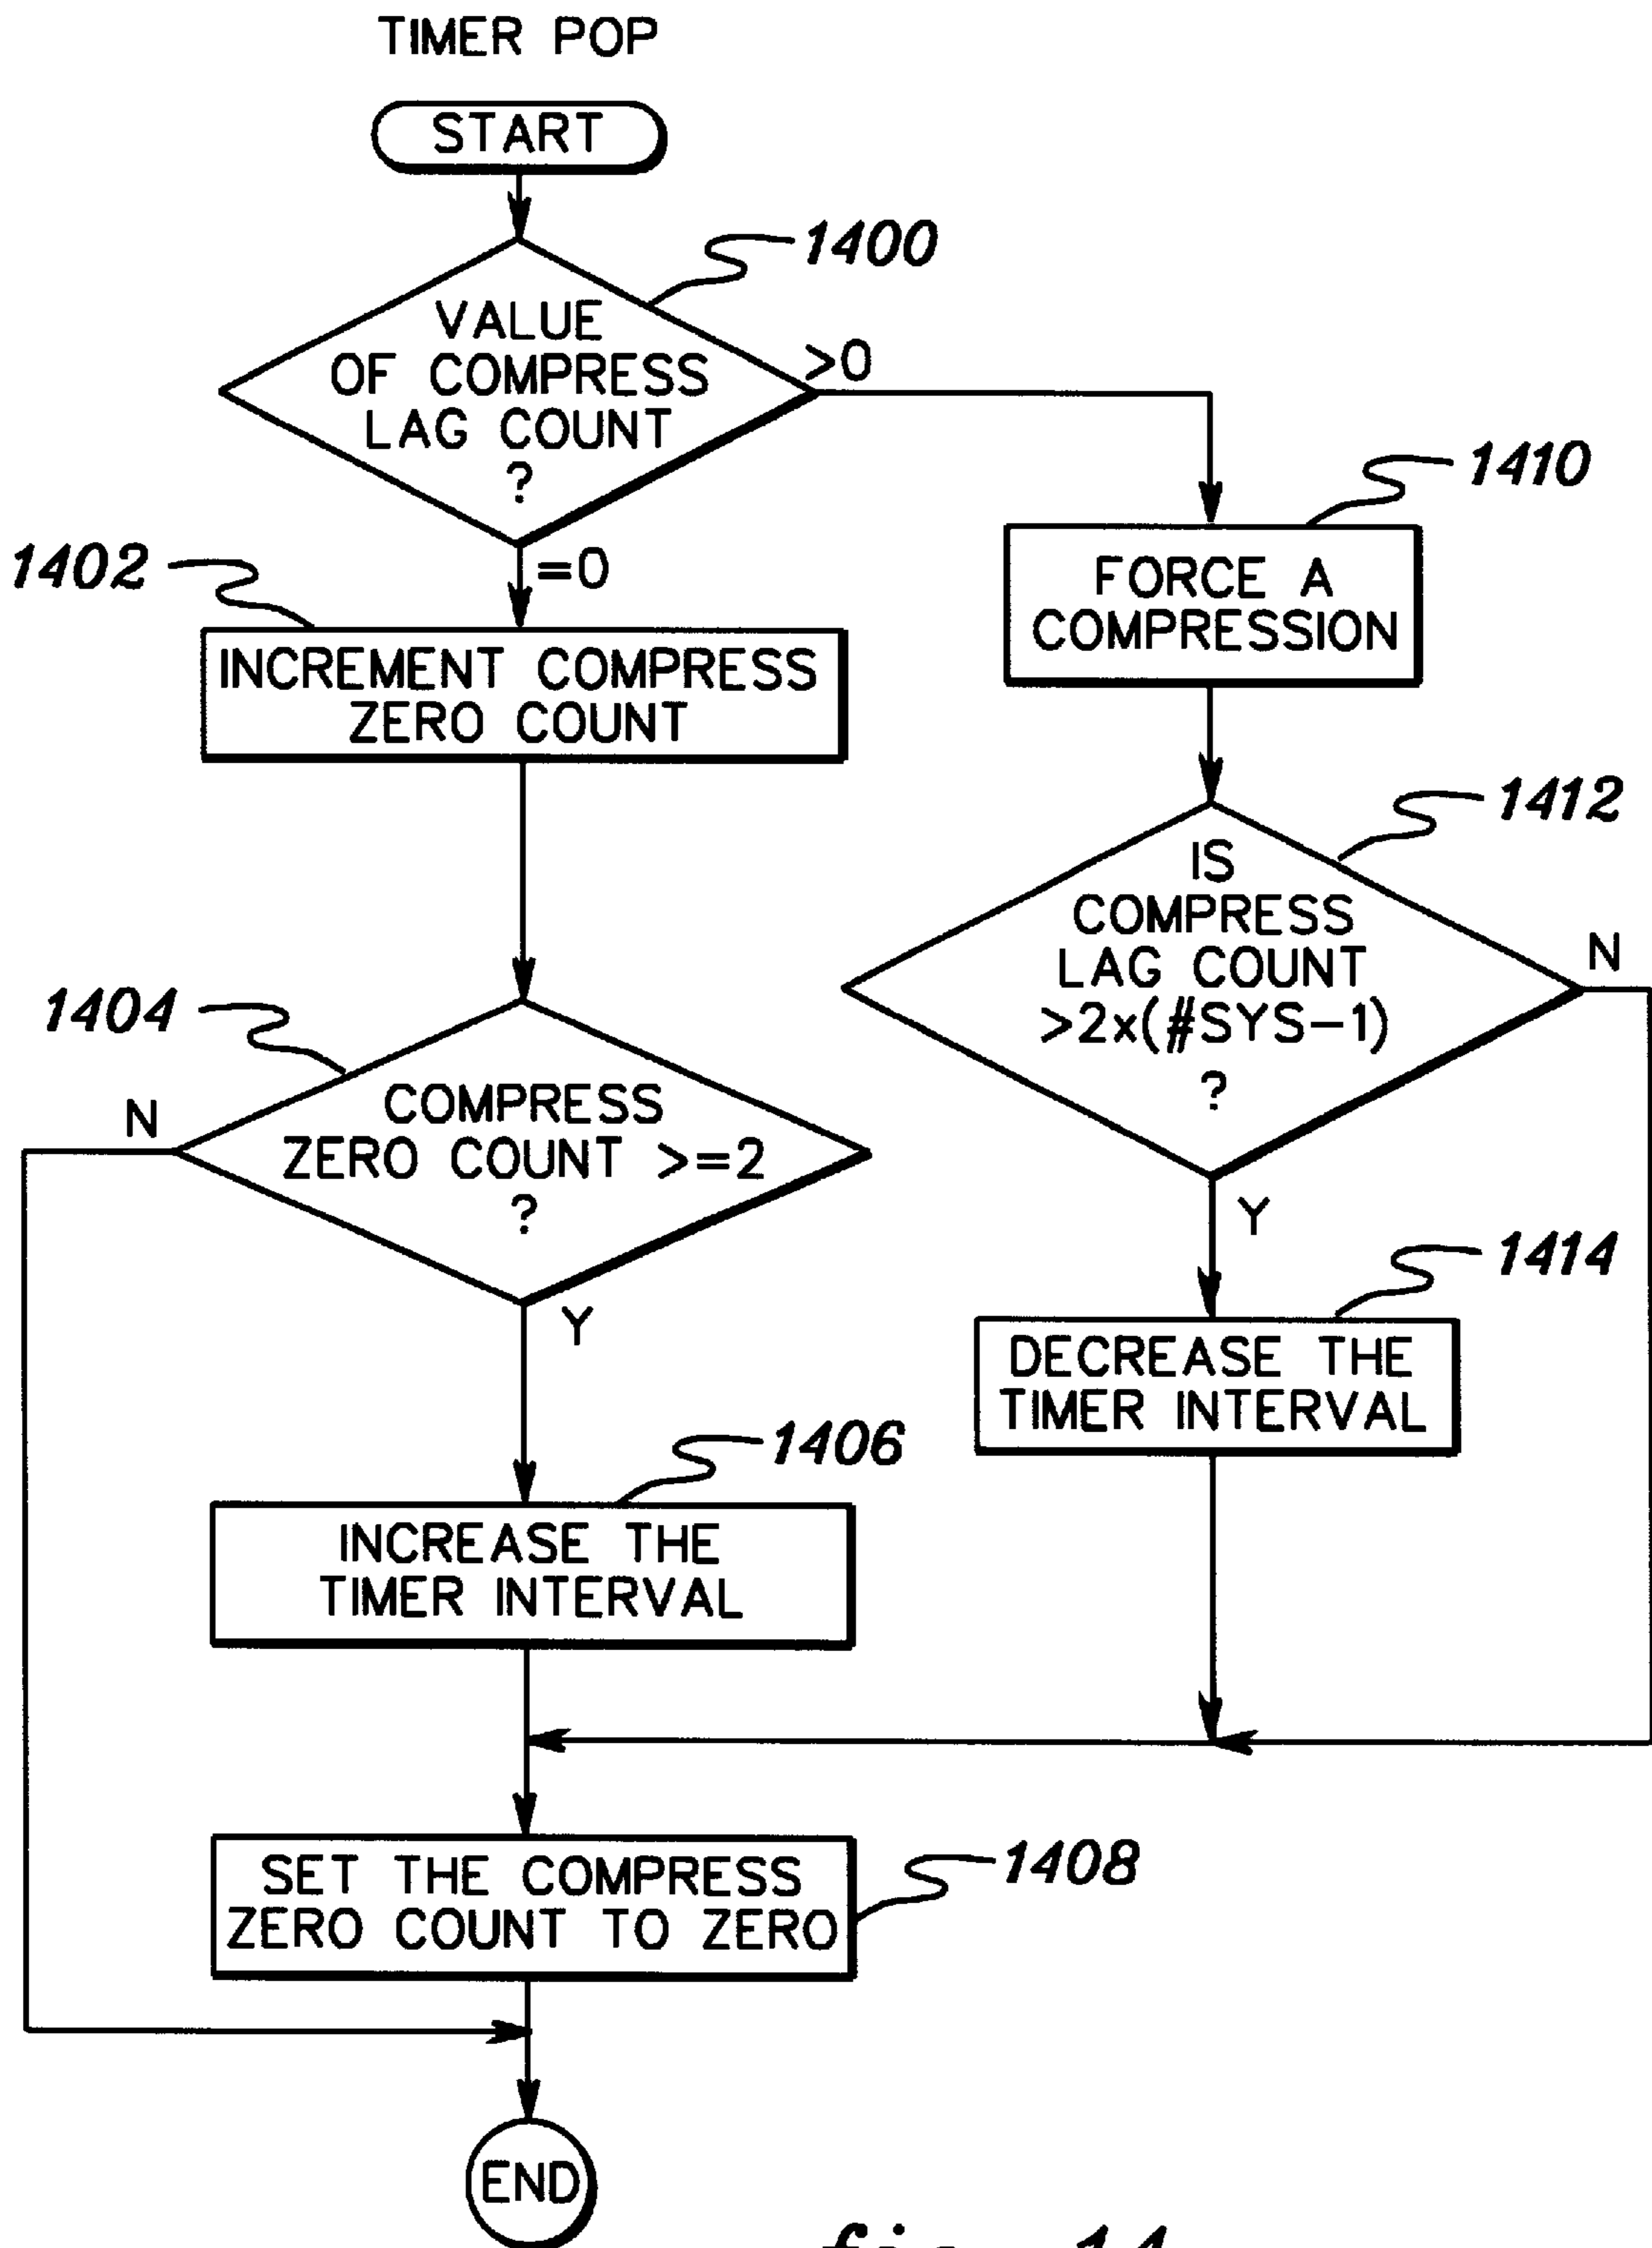 TIMER POP
START
1400
VALUE
OF COMPRESS
LAG COUNT
?
>0
=0
1410
FORCE A
COMPRESSION
1402
INCREMENT COMPRESS
ZERO COUNT
1412
IS
COMPRESS
LAG COUNT
>2x(#SYS-1)
?
N
Y
1404
COMPRESS
ZERO COUNT >=2
?
N
Y
1414
DECREASE THE
TIMER INTERVAL
1406
INCREASE THE
TIMER INTERVAL
1408
SET THE COMPRESS
ZERO COUNT TO ZERO
END
fig. 14